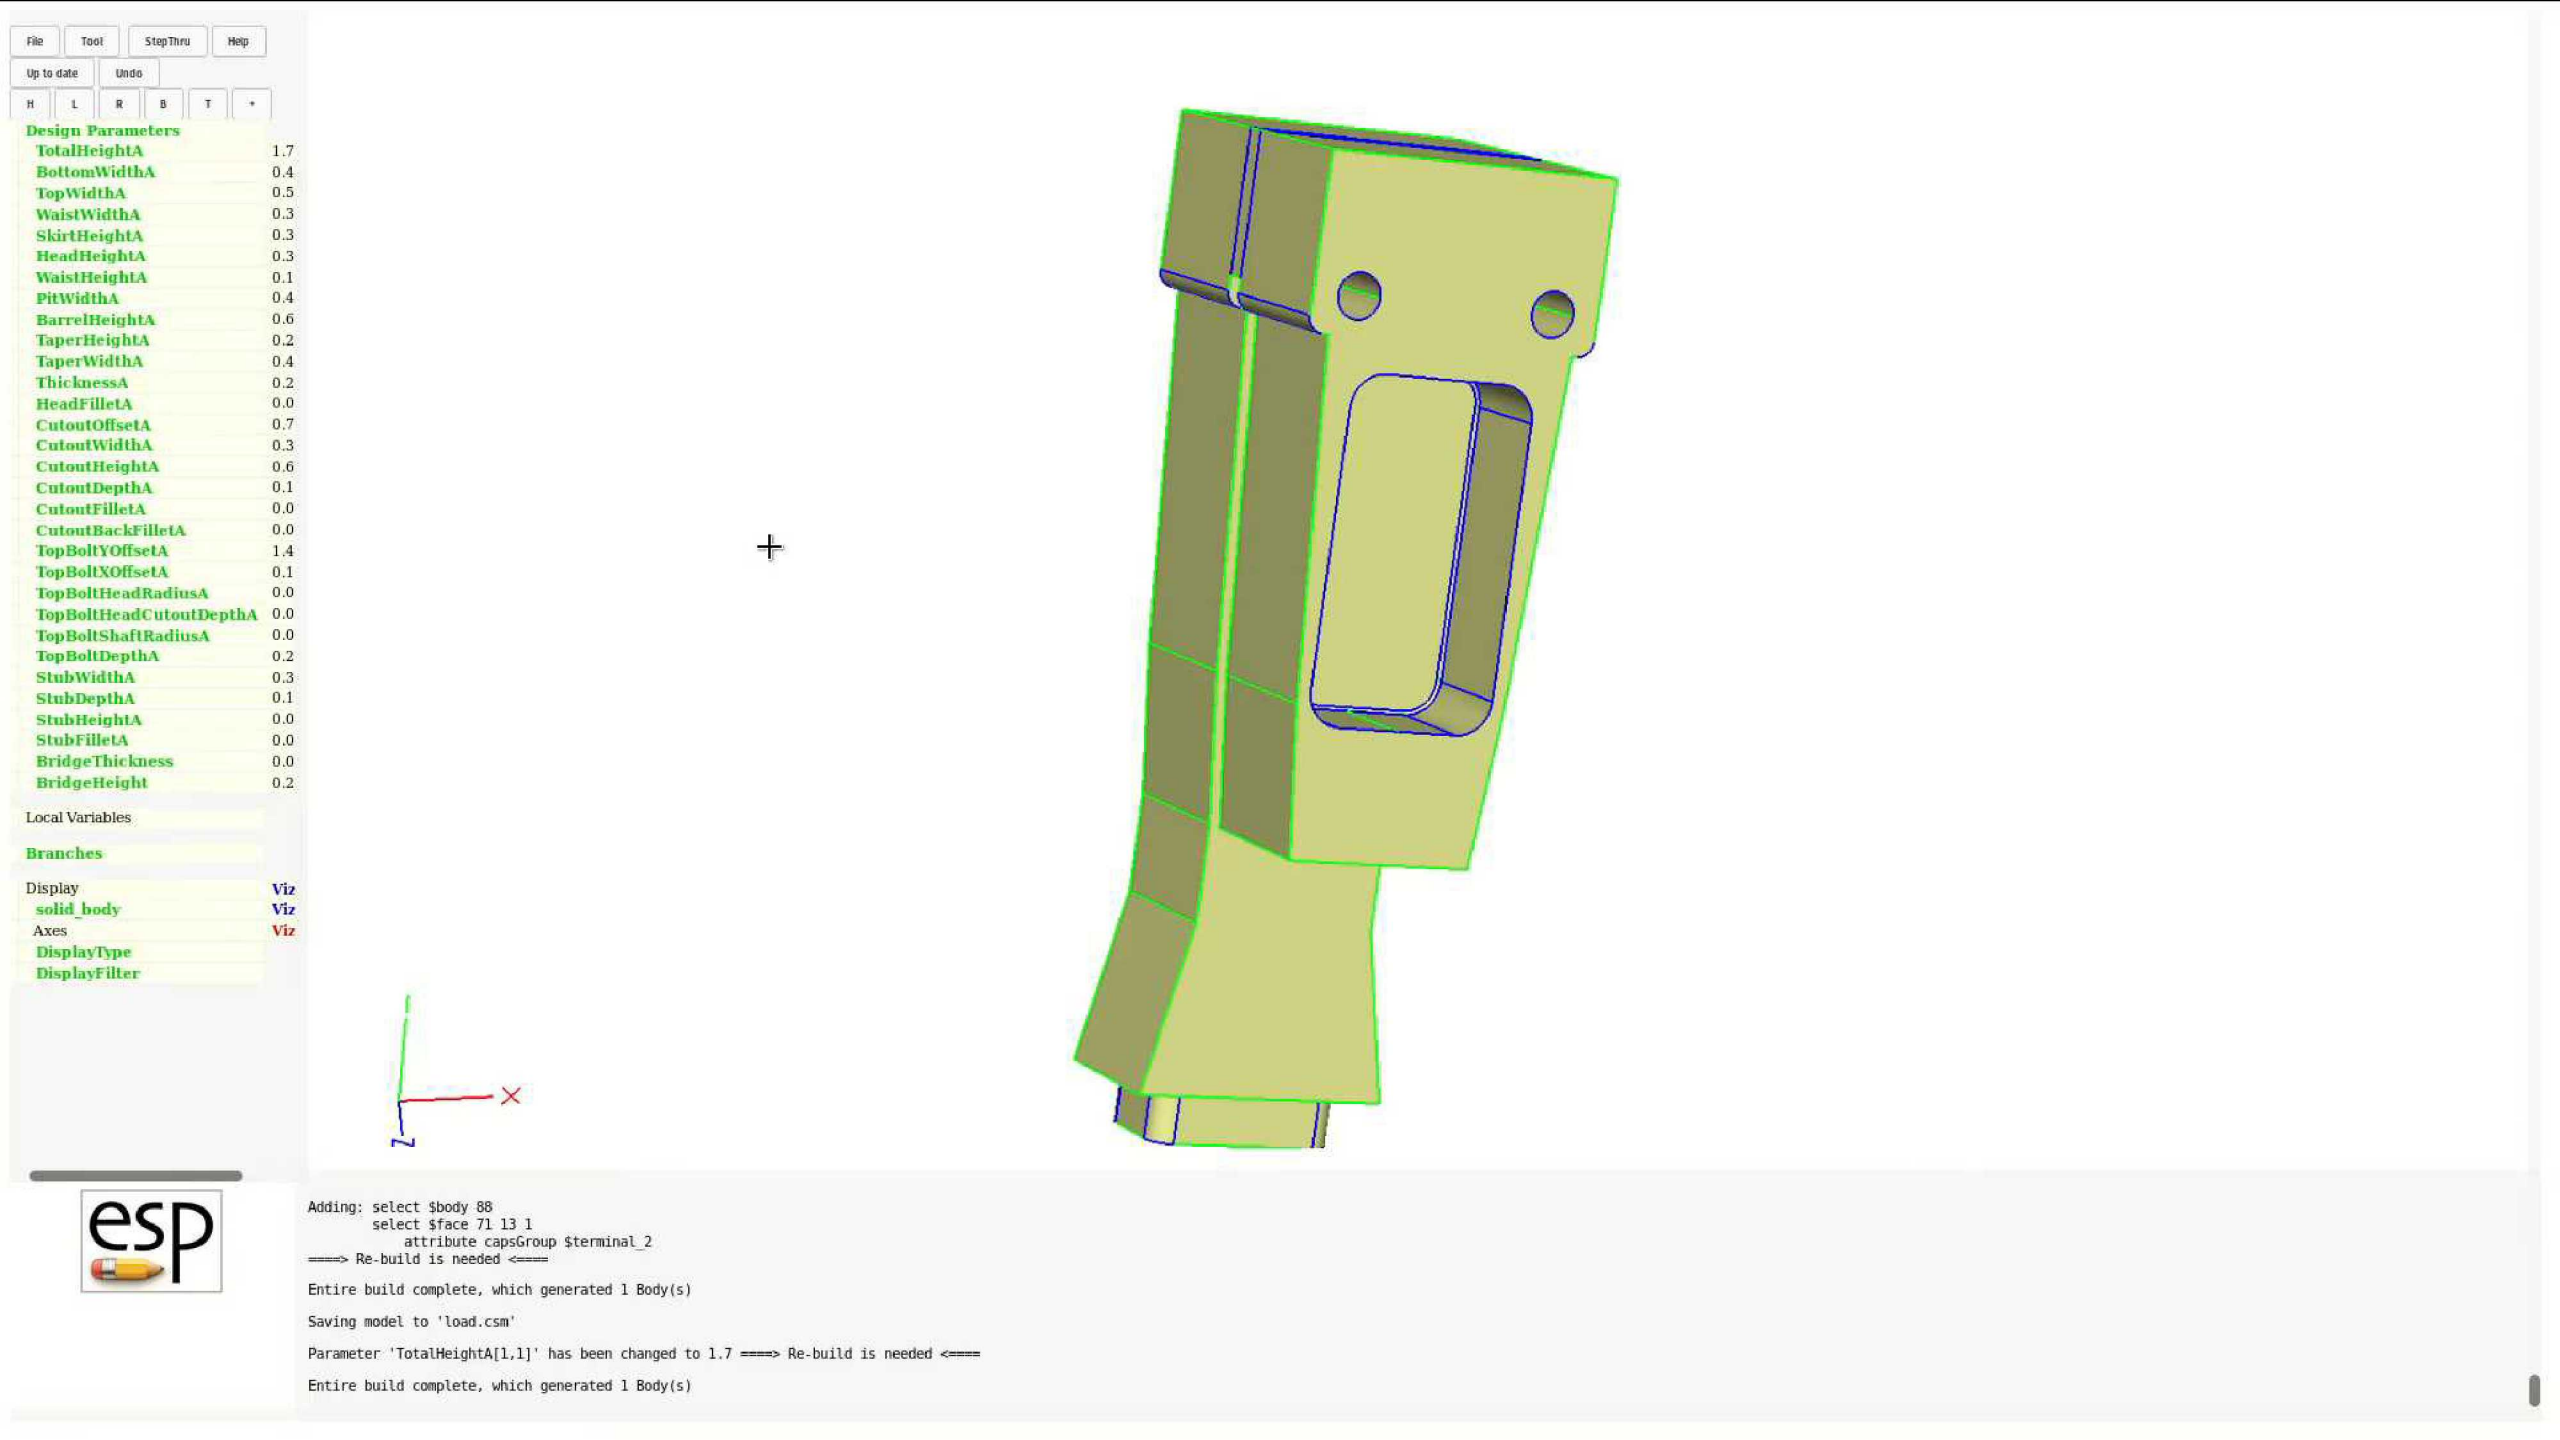 File Tool StepThru Help
Up to date Undo
H L R B T +
Design Parameters
TotalHeightA 1.7
BottomWidthA 0.4
TopWidthA 0.5
WaistWidthA 0.3
SkirtHeightA 0.3
HeadHeightA 0.3
WaistHeightA 0.1
PitWidthA 0.4
BarrelHeightA 0.6
TaperHeightA 0.2
TaperWidthA 0.4
ThicknessA 0.2
HeadFilletA 0.0
CutoutOffsetA 0.7
CutoutWidthA 0.3
CutoutHeightA 0.6
CutoutDepthA 0.1
CutoutFilletA 0.0
CutoutBackFilletA 0.0
TopBoltYOffsetA 1.4
TopBoltXOffsetA 0.1
TopBoltHeadRadiusA 0.0
TopBoltHeadCutoutDepthA 0.0
TopBoltShaftRadiusA 0.0
TopBoltDepthA 0.2
StubWidthA 0.3
StubDepthA 0.1
StubHeightA 0.0
StubFilletA 0.0
BridgeThickness 0.0
BridgeHeight 0.2
Local Variables
Branches
Display Viz
solid_body Viz
Axes Viz
DisplayType
DisplayFilter
X
Z
esp
Adding: select $body 88
select $face 71 13 1
attribute capsGroup $terminal_2
====> Re-build is needed <====
Entire build complete, which generated 1 Body(s)
Saving model to 'load.csm'
Parameter 'TotalHeightA[1,1]' has been changed to 1.7 ====> Re-build is needed <====
Entire build complete, which generated 1 Body(s)